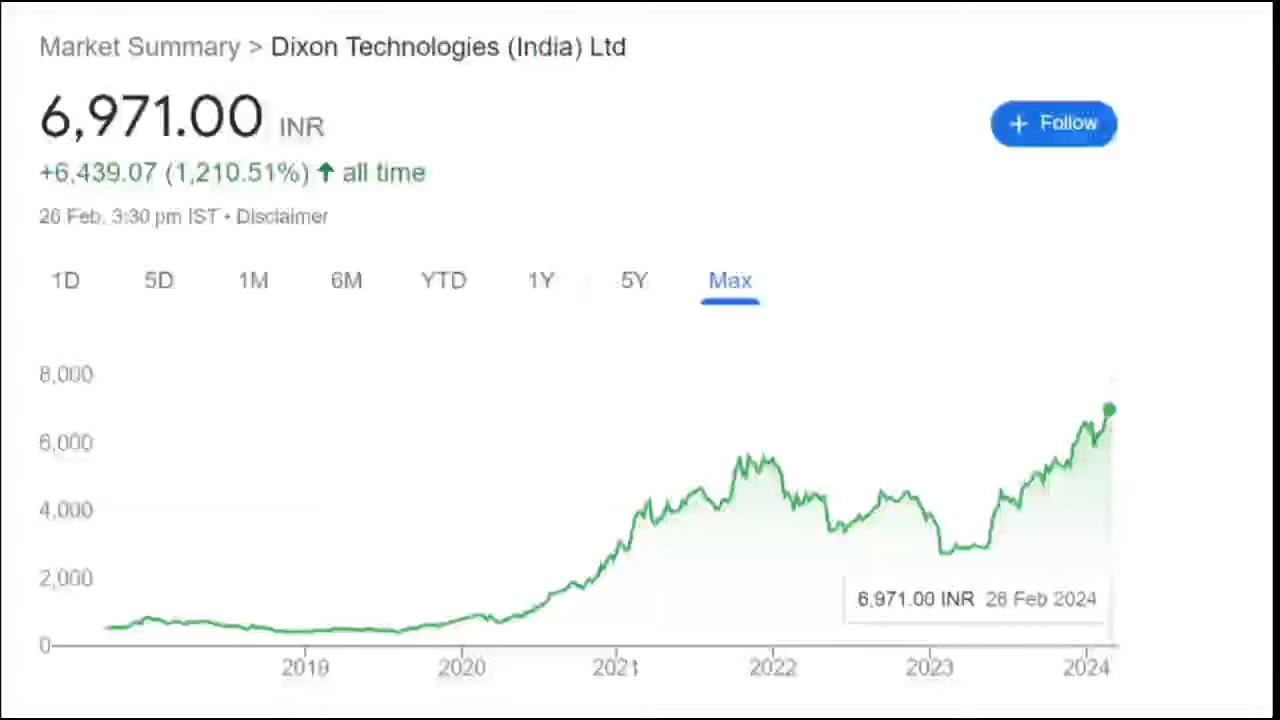 Market Summary > Dixon Technologies (India) Ltd
6,971.00 INR
+ Follow
+6,439.07 (1,210.51%) ↑ all time
26 Feb, 3:30 pm IST • Disclaimer
1D 5D 1M 6M YTD 1Y 5Y Max
8,000
6,000
4,000
2,000
6,971.00 INR 26 Feb 2024
0
2019 2020 2021 2022 2023 2024